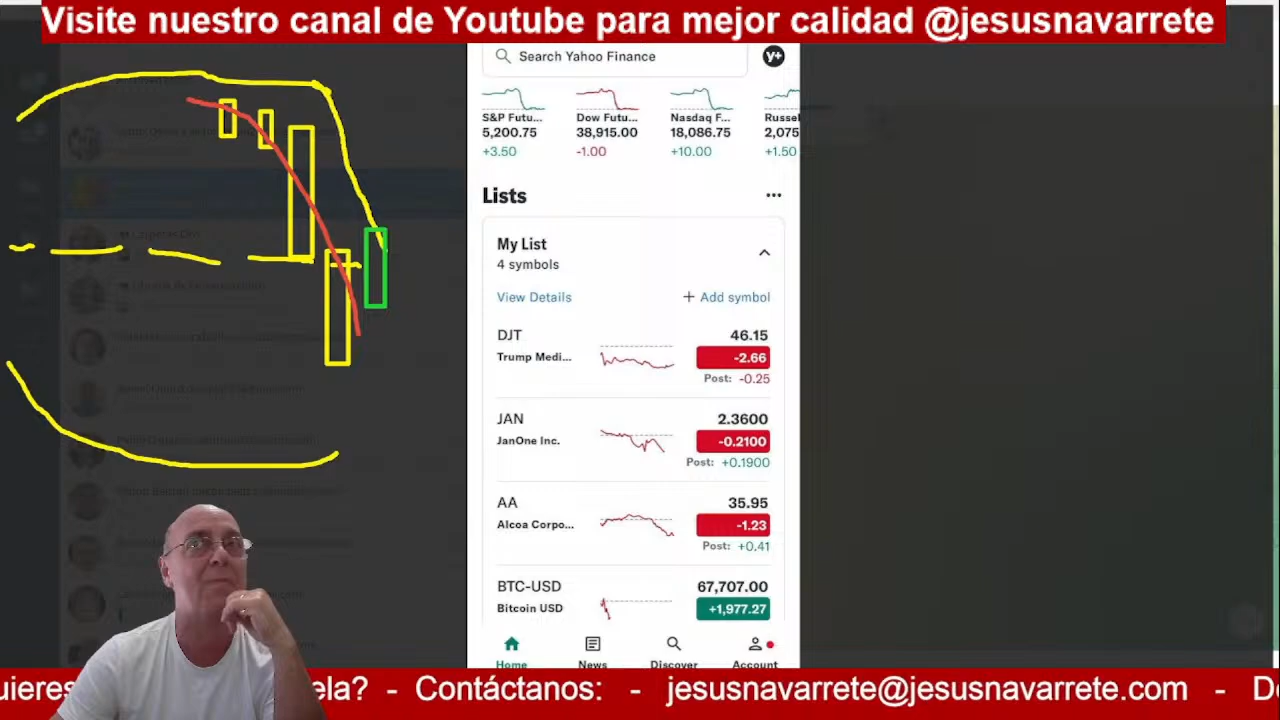 Visite nuestro canal de Youtube para mejor calidad @jesusnavarrete
Search Yahoo Finance
y+
S&P Futu... Dow Futu... Nasdaq F... Russel
5,200.75 38,915.00 18,086.75 2,075
+3.50 -1.00 +10.00 +1.50
Lists
My List
4 symbols
View Details + Add symbol
DJT 46.15
Trump Medi... -2.66
Post: -0.25
JAN 2.3600
JanOne Inc. -0.2100
Post: +0.1900
AA 35.95
Alcoa Corpo... -1.23
Post: +0.41
BTC-USD 67,707.00
Bitcoin USD +1,977.27
Home News Discover Account
uieres ela? - Contáctanos: - jesusnavarrete@jesusnavarrete.com - D